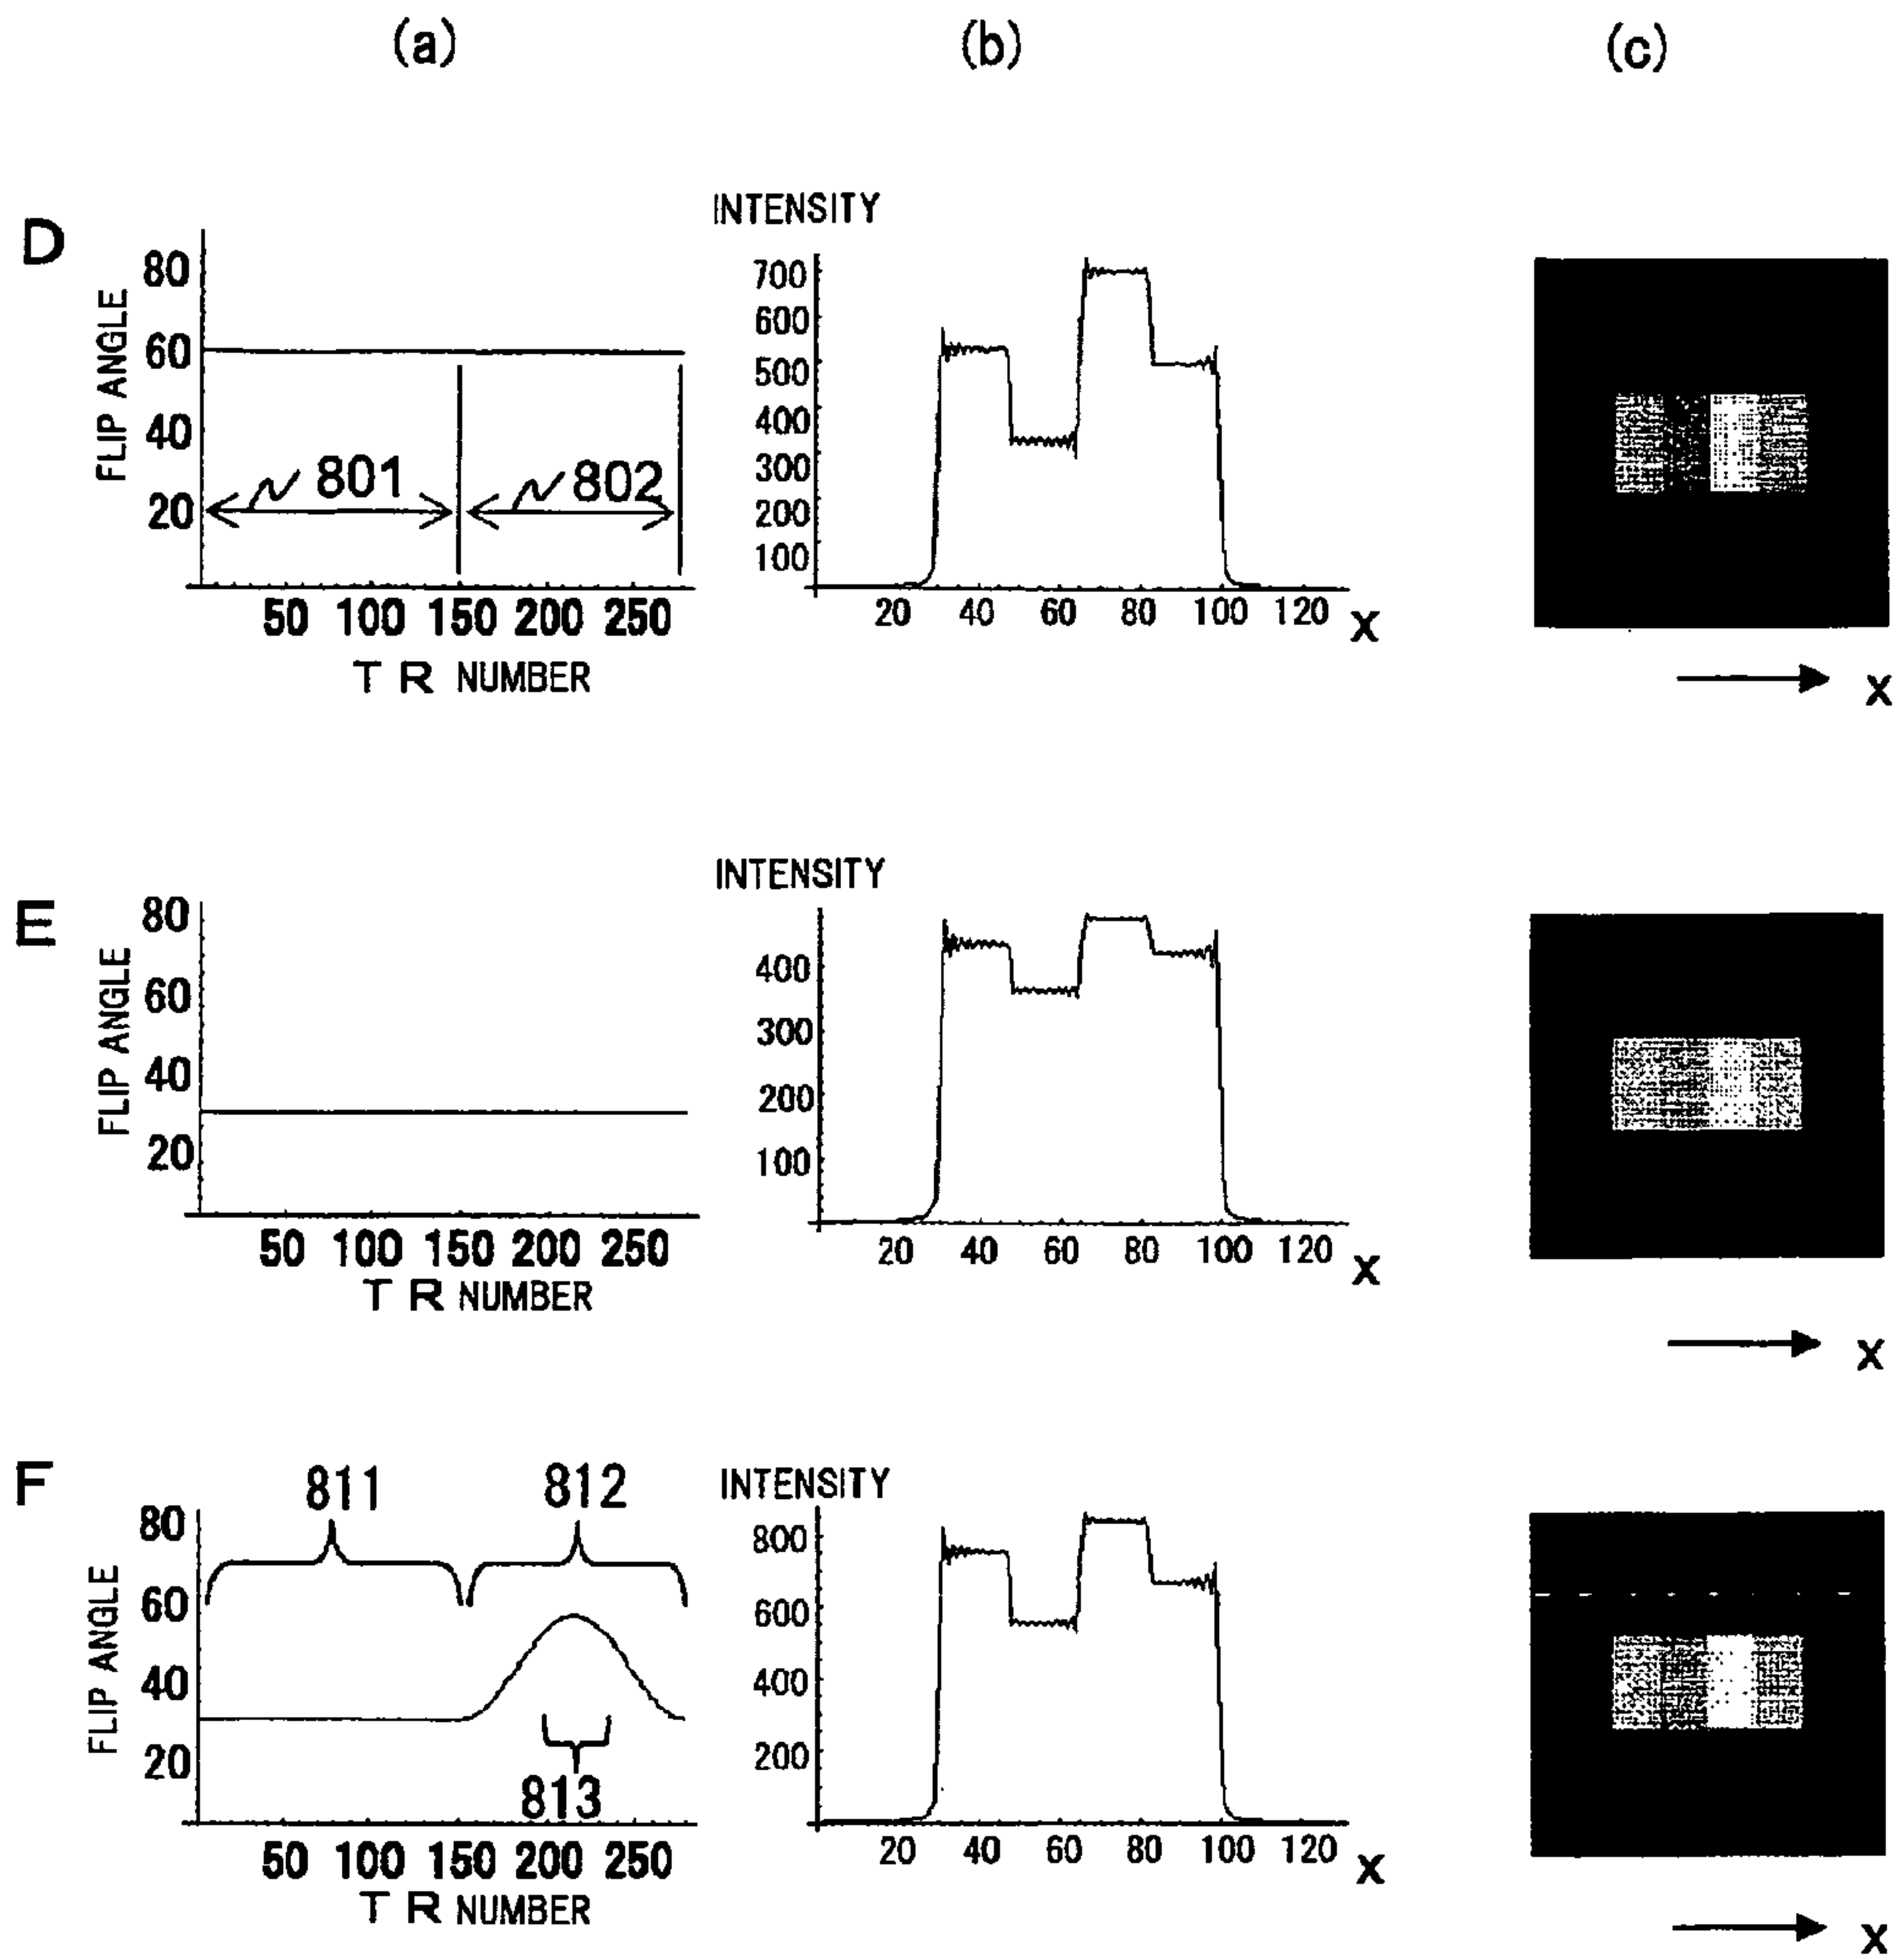 (a) (b) (c)
D
FLIP ANGLE
80
60
40
20
801
802
50 100 150 200 250
T R NUMBER
INTENSITY
700
600
500
400
300
200
100
20 40 60 80 100 120 X
X
E
FLIP ANGLE
80
60
40
20
50 100 150 200 250
T R NUMBER
INTENSITY
400
300
200
100
20 40 60 80 100 120 X
X
F
FLIP ANGLE
80
60
40
20
811
812
813
50 100 150 200 250
T R NUMBER
INTENSITY
800
600
400
200
20 40 60 80 100 120 X
X